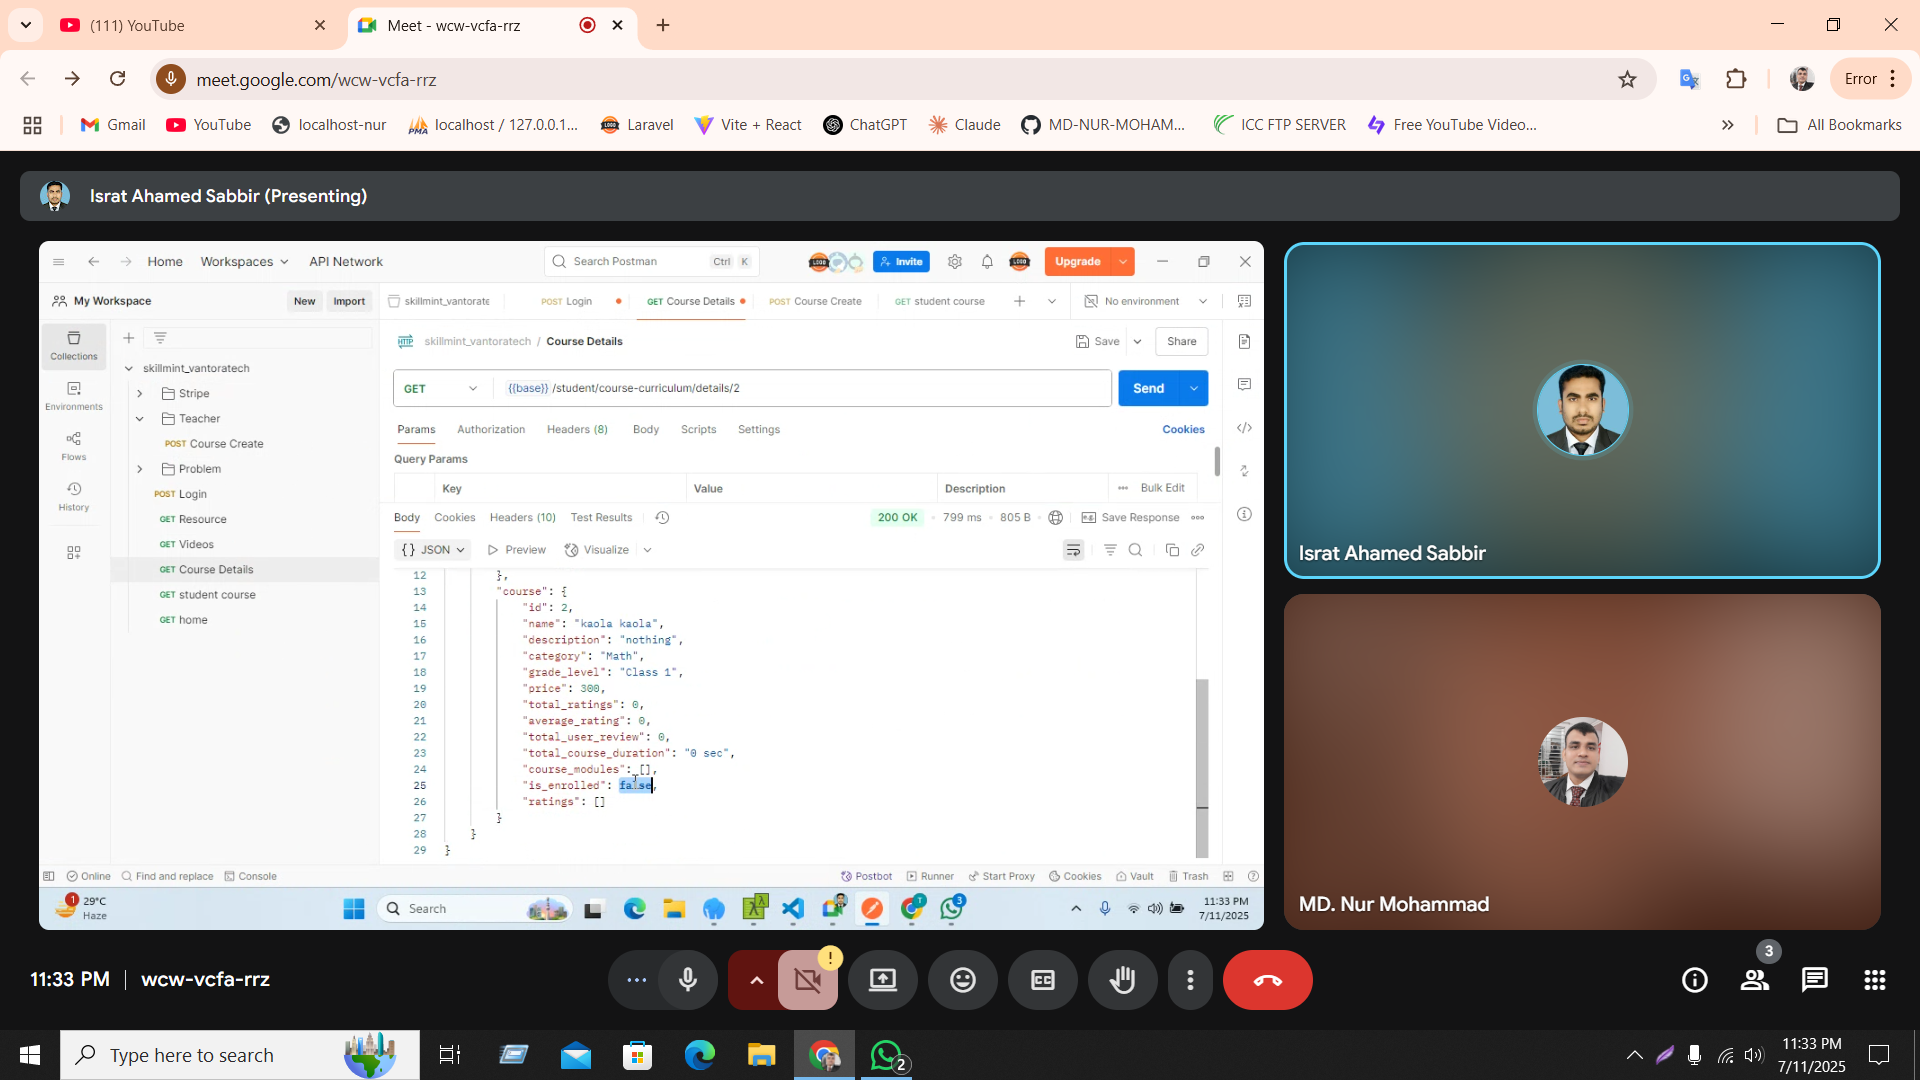 (111) YouTube
Meet - wcw-vcfa-rrz
meet.google.com/wcw-vcfa-rrz
Error
Gmail
YouTube
localhost-nur
localhost / 127.0.0.1...
Laravel
Vite + React
ChatGPT
Claude
MD-NUR-MOHAM...
ICC FTP SERVER
Free YouTube Video...
All Bookmarks
Israt Ahamed Sabbir (Presenting)
Home
Workspaces
API Network
Search Postman
Ctrl K
Invite
Upgrade
My Workspace
New
Import
skillmint_vantorate
POST Login
GET Course Details
POST Course Create
GET student course
No environment
Collections
Environments
Flows
History
skillmint_vantoratech
Stripe
Teacher
POST Course Create
Problem
POST Login
GET Resource
GET Videos
GET Course Details
GET student course
GET home
HTTP skillmint_vantoratech / Course Details
Save
Share
GET
{{base}} /student/course-curriculum/details/2
Send
Params
Authorization
Headers (8)
Body
Scripts
Settings
Cookies
Query Params
Key
Value
Description
Bulk Edit
Body
Cookies
Headers (10)
Test Results
200 OK
799 ms
805 B
Save Response
{} JSON
Preview
Visualize
12 },
13 "course": {
14 "id": 2,
15 "name": "kaola kaola",
16 "description": "nothing",
17 "category": "Math",
18 "grade_level": "Class 1",
19 "price": 300,
20 "total_ratings": 0,
21 "average_rating": 0,
22 "total_user_review": 0,
23 "total_course_duration": "0 sec",
24 "course_modules": [],
25 "is_enrolled": false,
26 "ratings": []
27 }
28 }
29 }
Online
Find and replace
Console
Postbot
Runner
Start Proxy
Cookies
Vault
Trash
1
29°C
Haze
Search
3
11:33 PM
7/11/2025
Israt Ahamed Sabbir
MD. Nur Mohammad
11:33 PM
wcw-vcfa-rrz
3
Type here to search
2
11:33 PM
7/11/2025